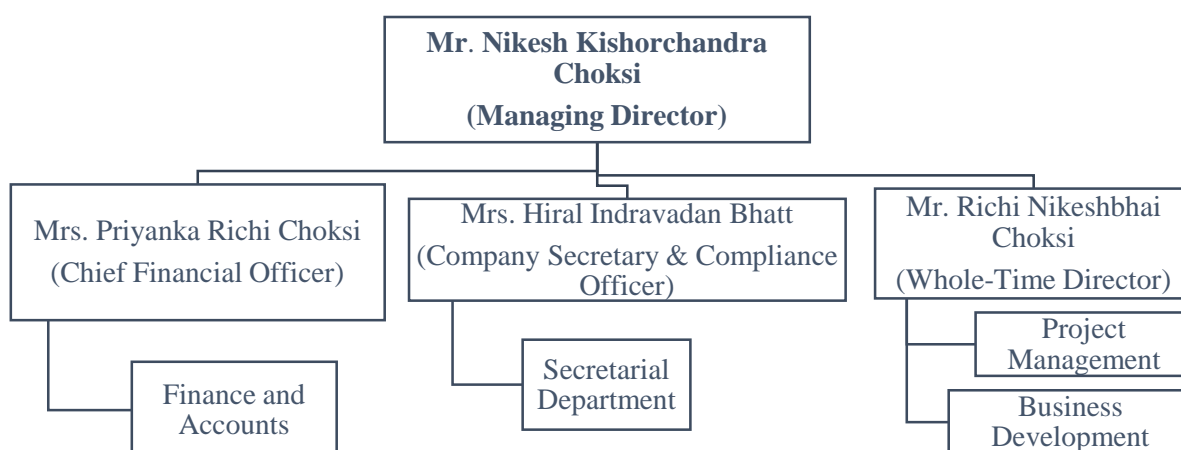 Mr. Nikesh Kishorchandra
Choksi
(Managing Director)
Mrs. Priyanka Richi Choksi
(Chief Financial Officer)
Mrs. Hiral Indravadan Bhatt
(Company Secretary & Compliance
Officer)
Mr. Richi Nikeshbhai
Choksi
(Whole-Time Director)
Finance and
Accounts
Secretarial
Department
Project
Management
Business
Development